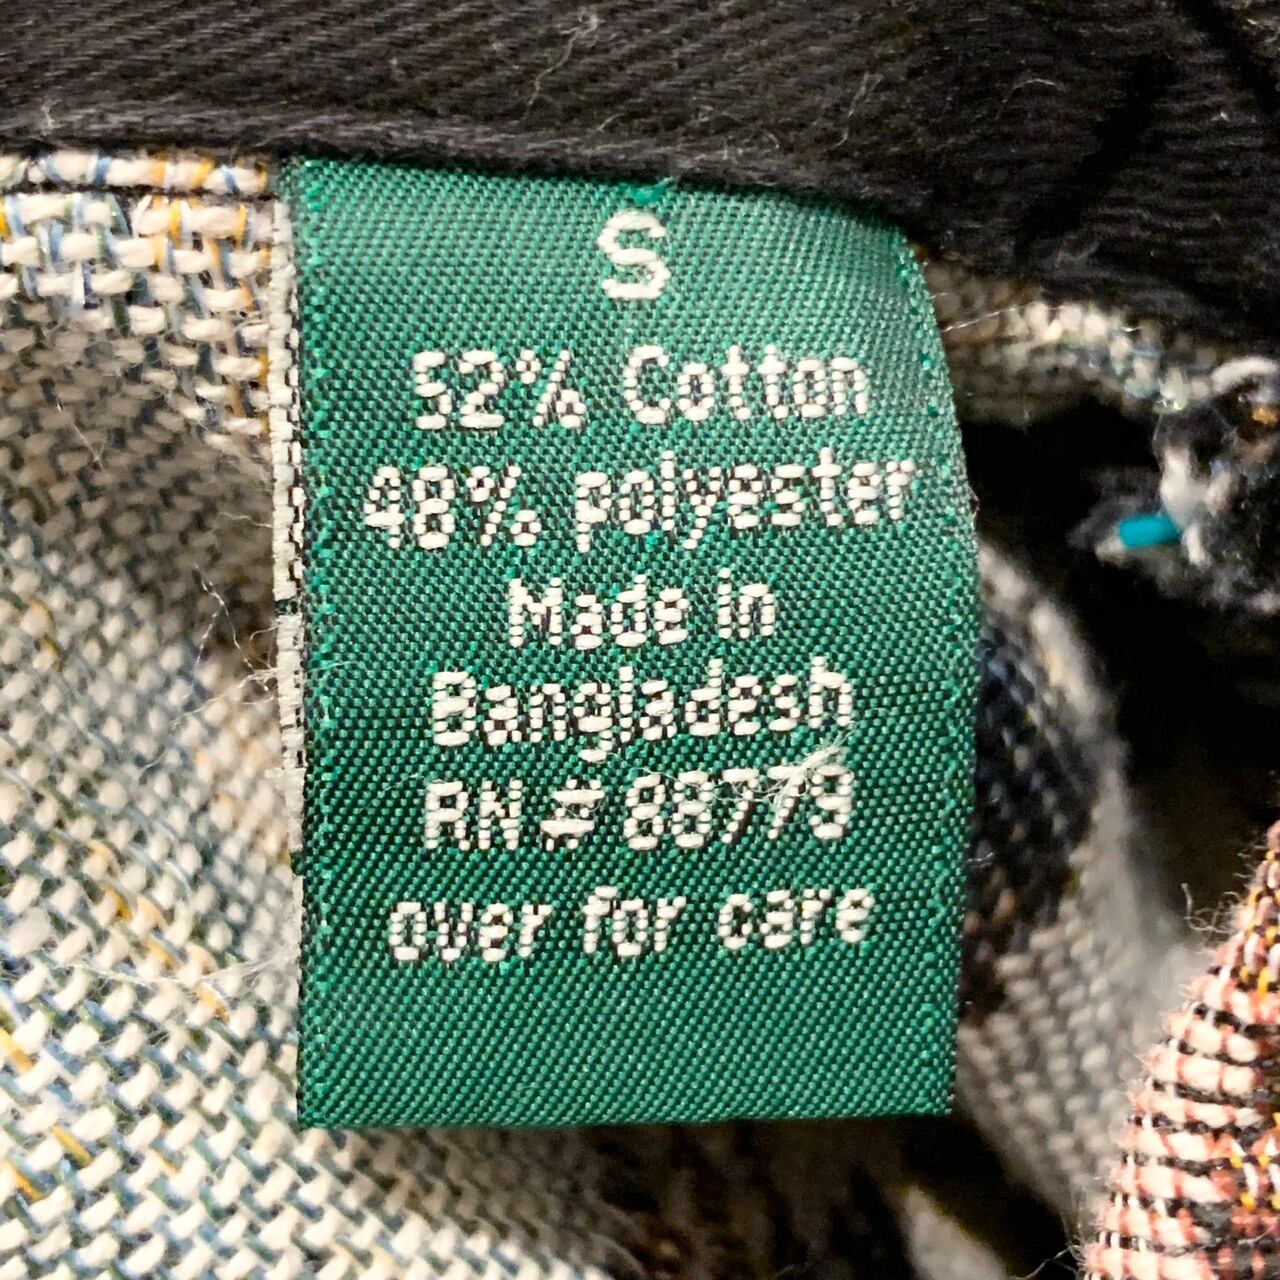 S
52% Cotton
48% polyester
Made in
Bangladesh
RN # 88779
over for care